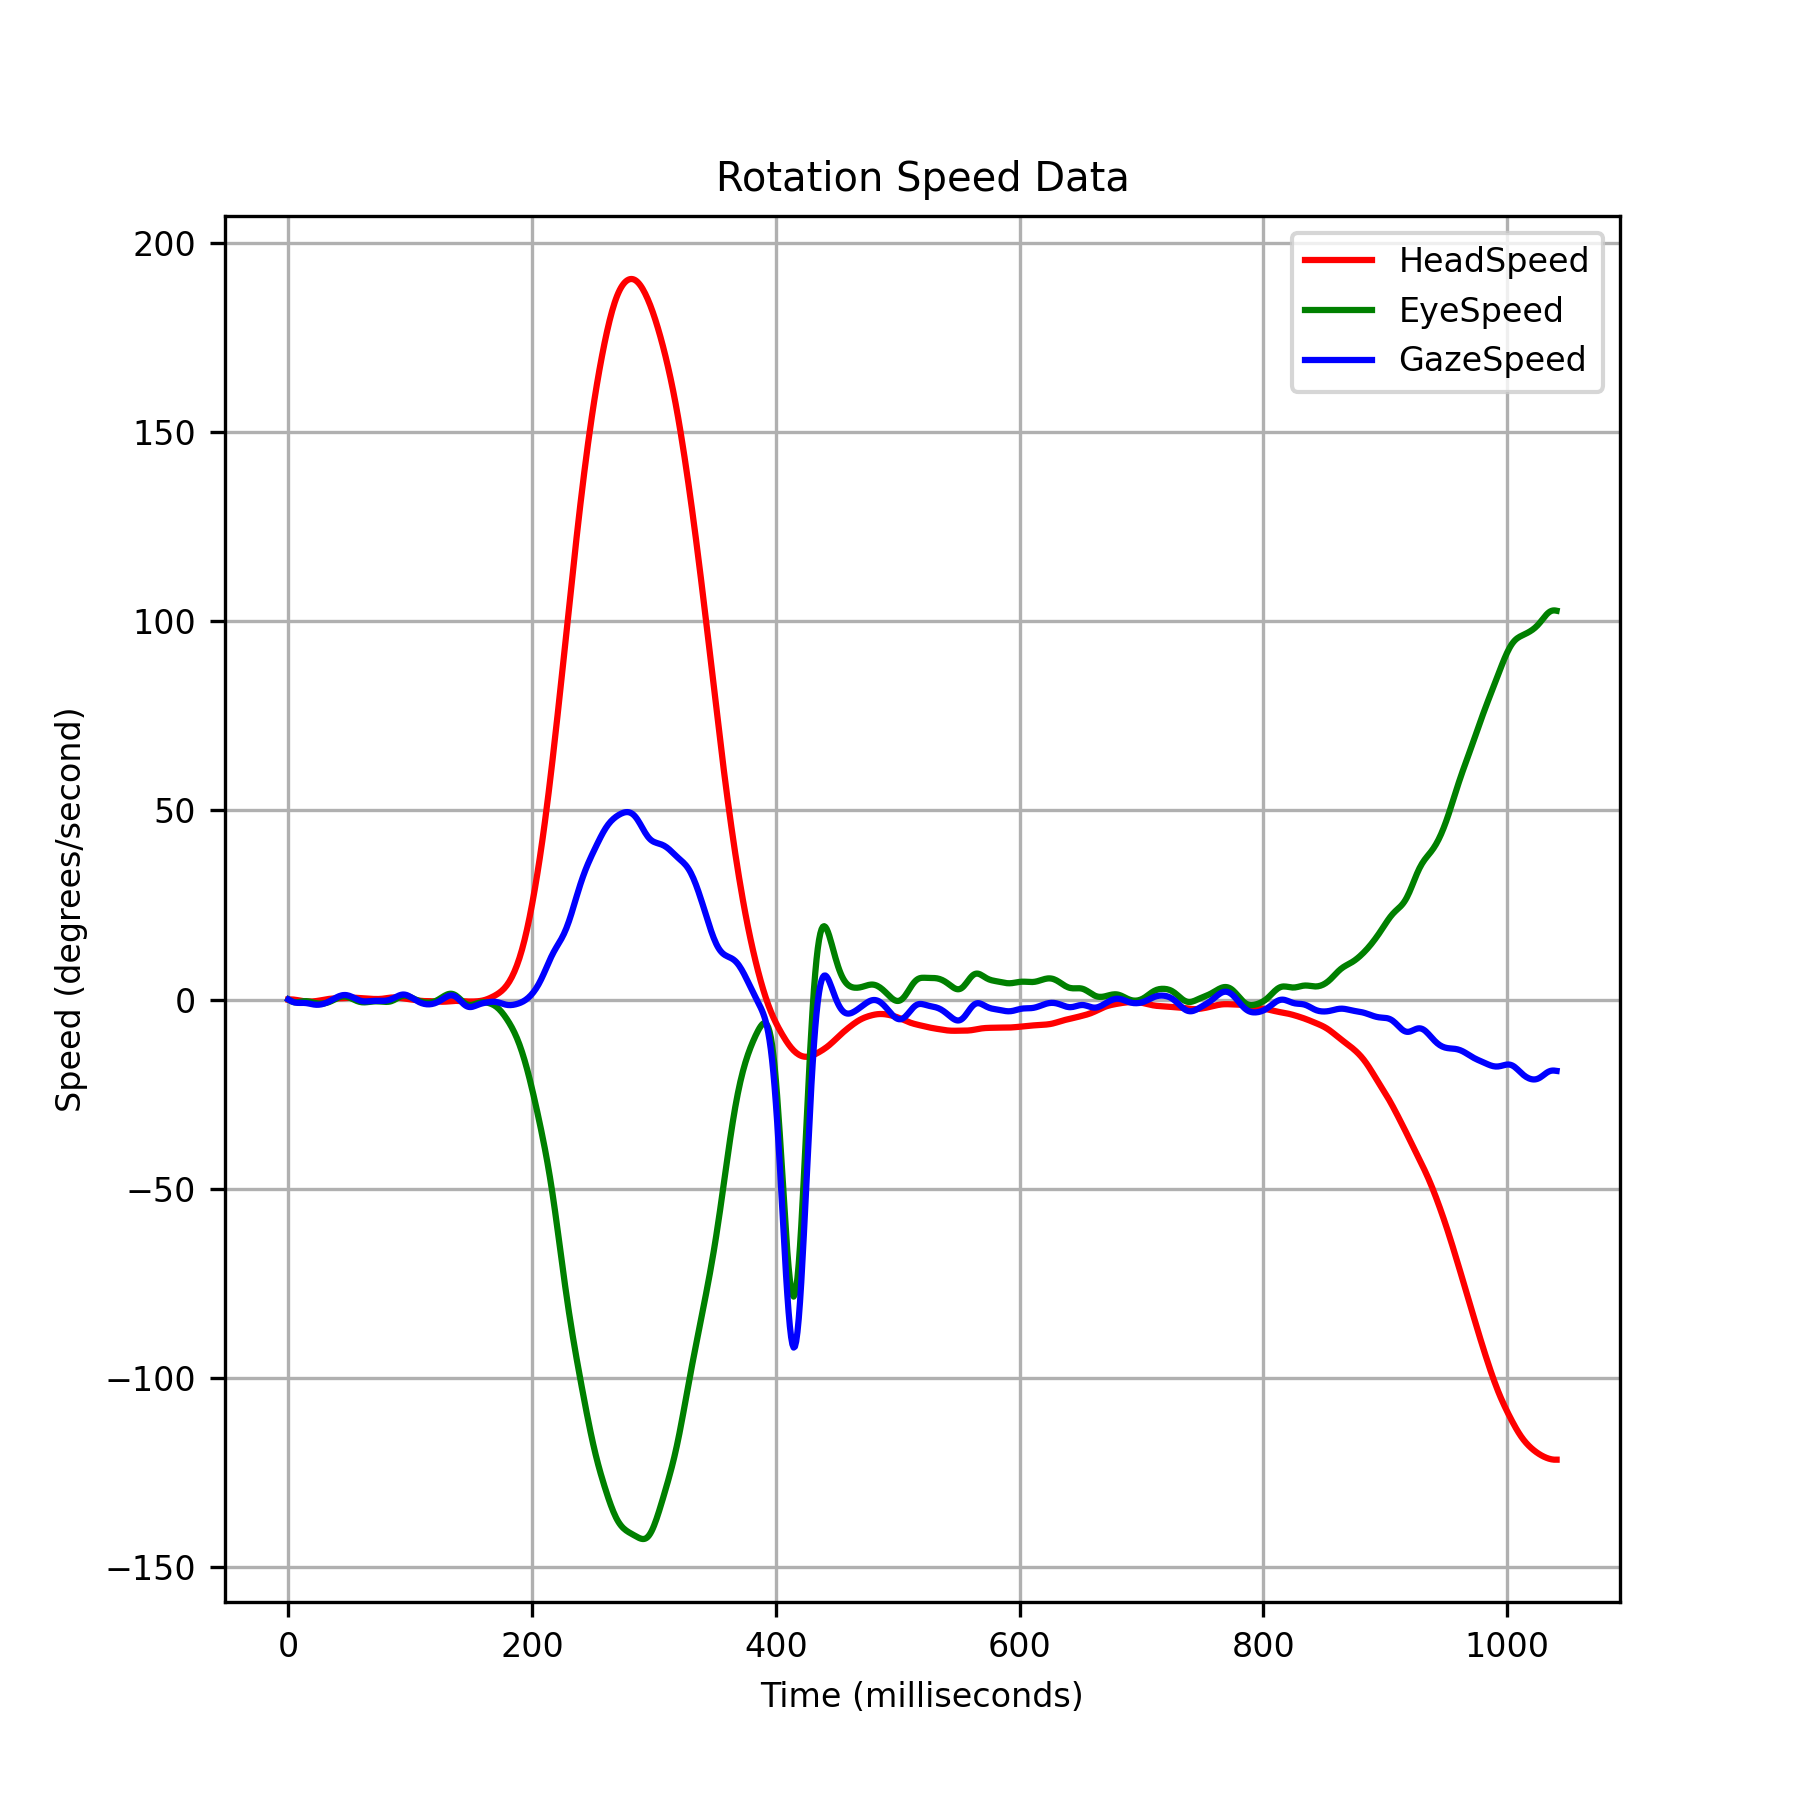 Rotation Speed Data
HeadSpeed
EyeSpeed
GazeSpeed
Speed (degrees/second)
200
150
100
50
0
−50
−100
−150
0 200 400 600 800 1000
Time (milliseconds)